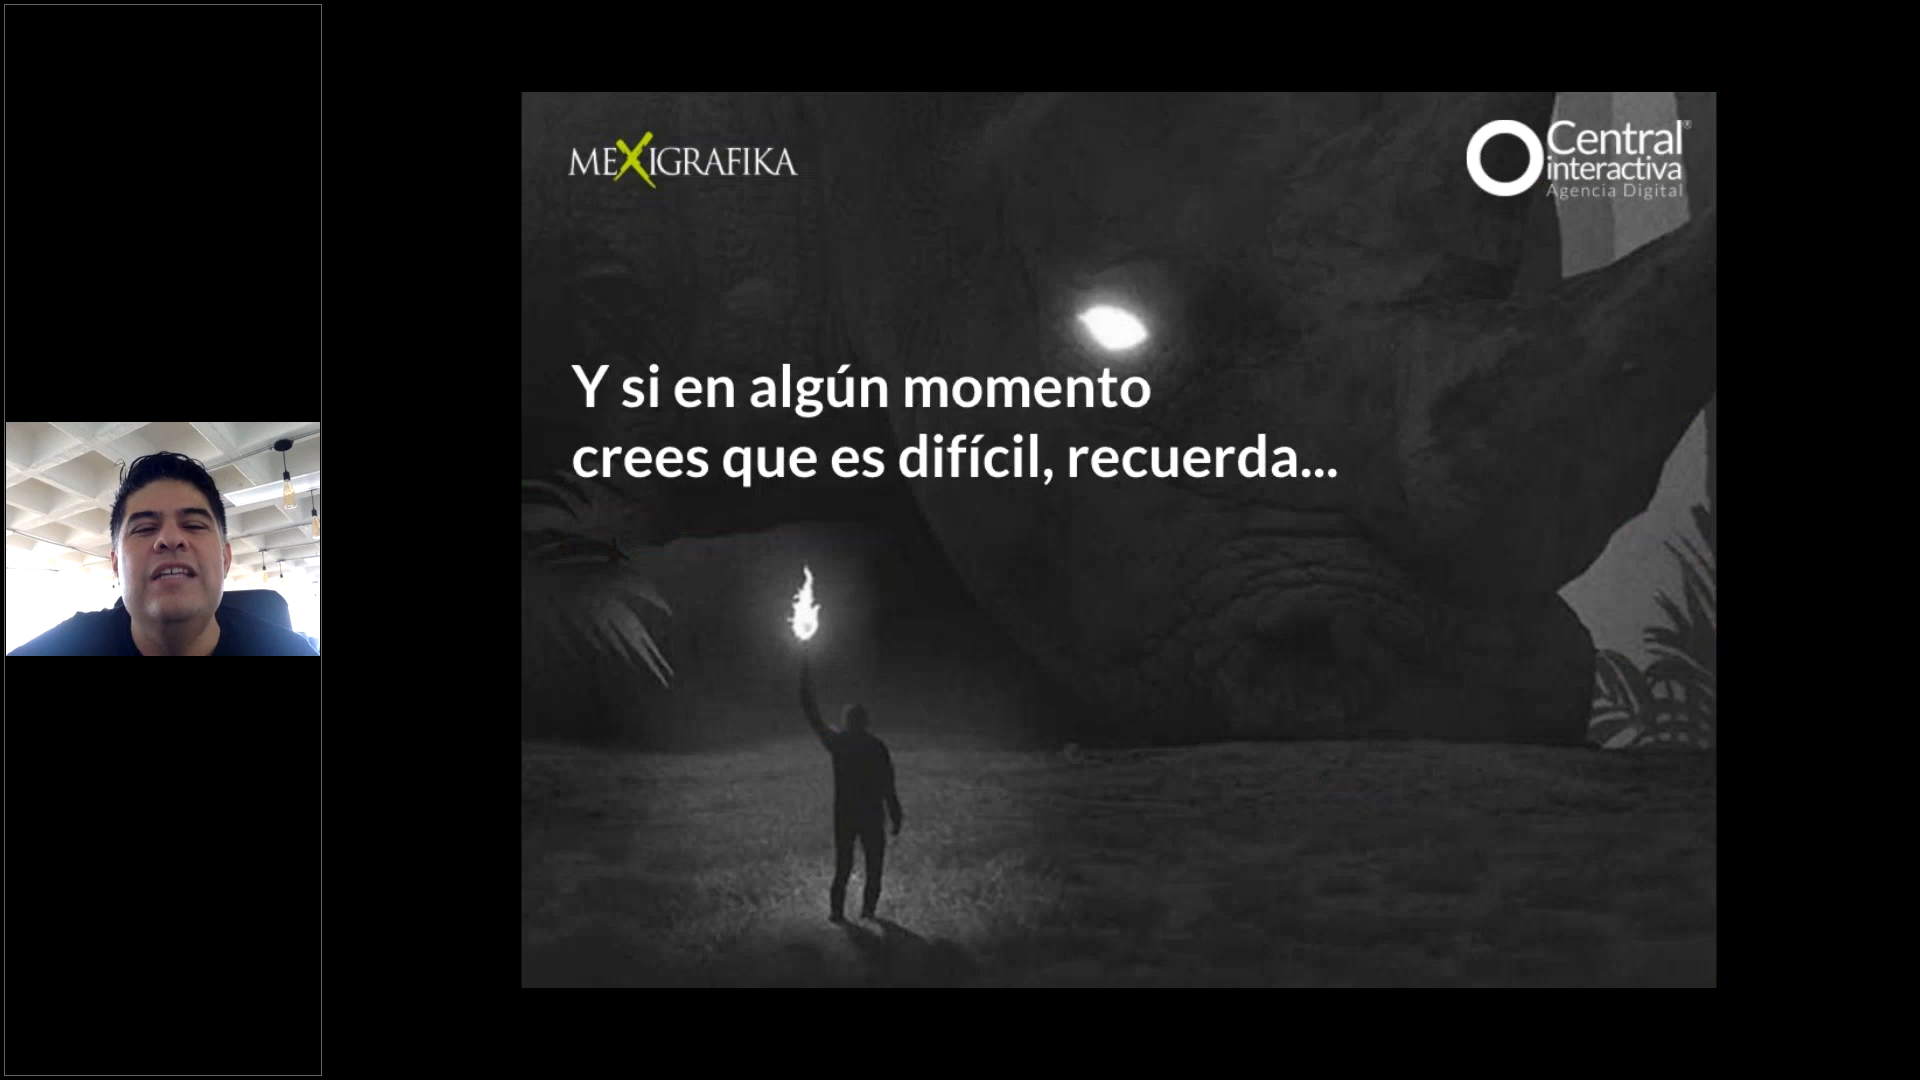 MEXIGRAFIKA
Central®
interactiva
Agencia Digital
Y si en algún momento
crees que es difícil, recuerda...